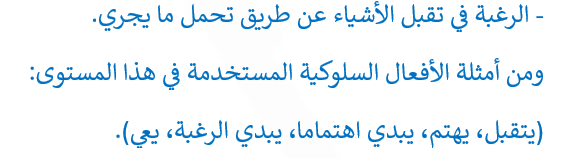 - الرغبة في تقبل الأشياء عن طريق تحمل ما يجري.
ومن أمثلة الأفعال السلوكية المستخدمة في هذا المستوى:
(يتقبل، يهتم، يبدي اهتماما، يبدي الرغبة، يعي).